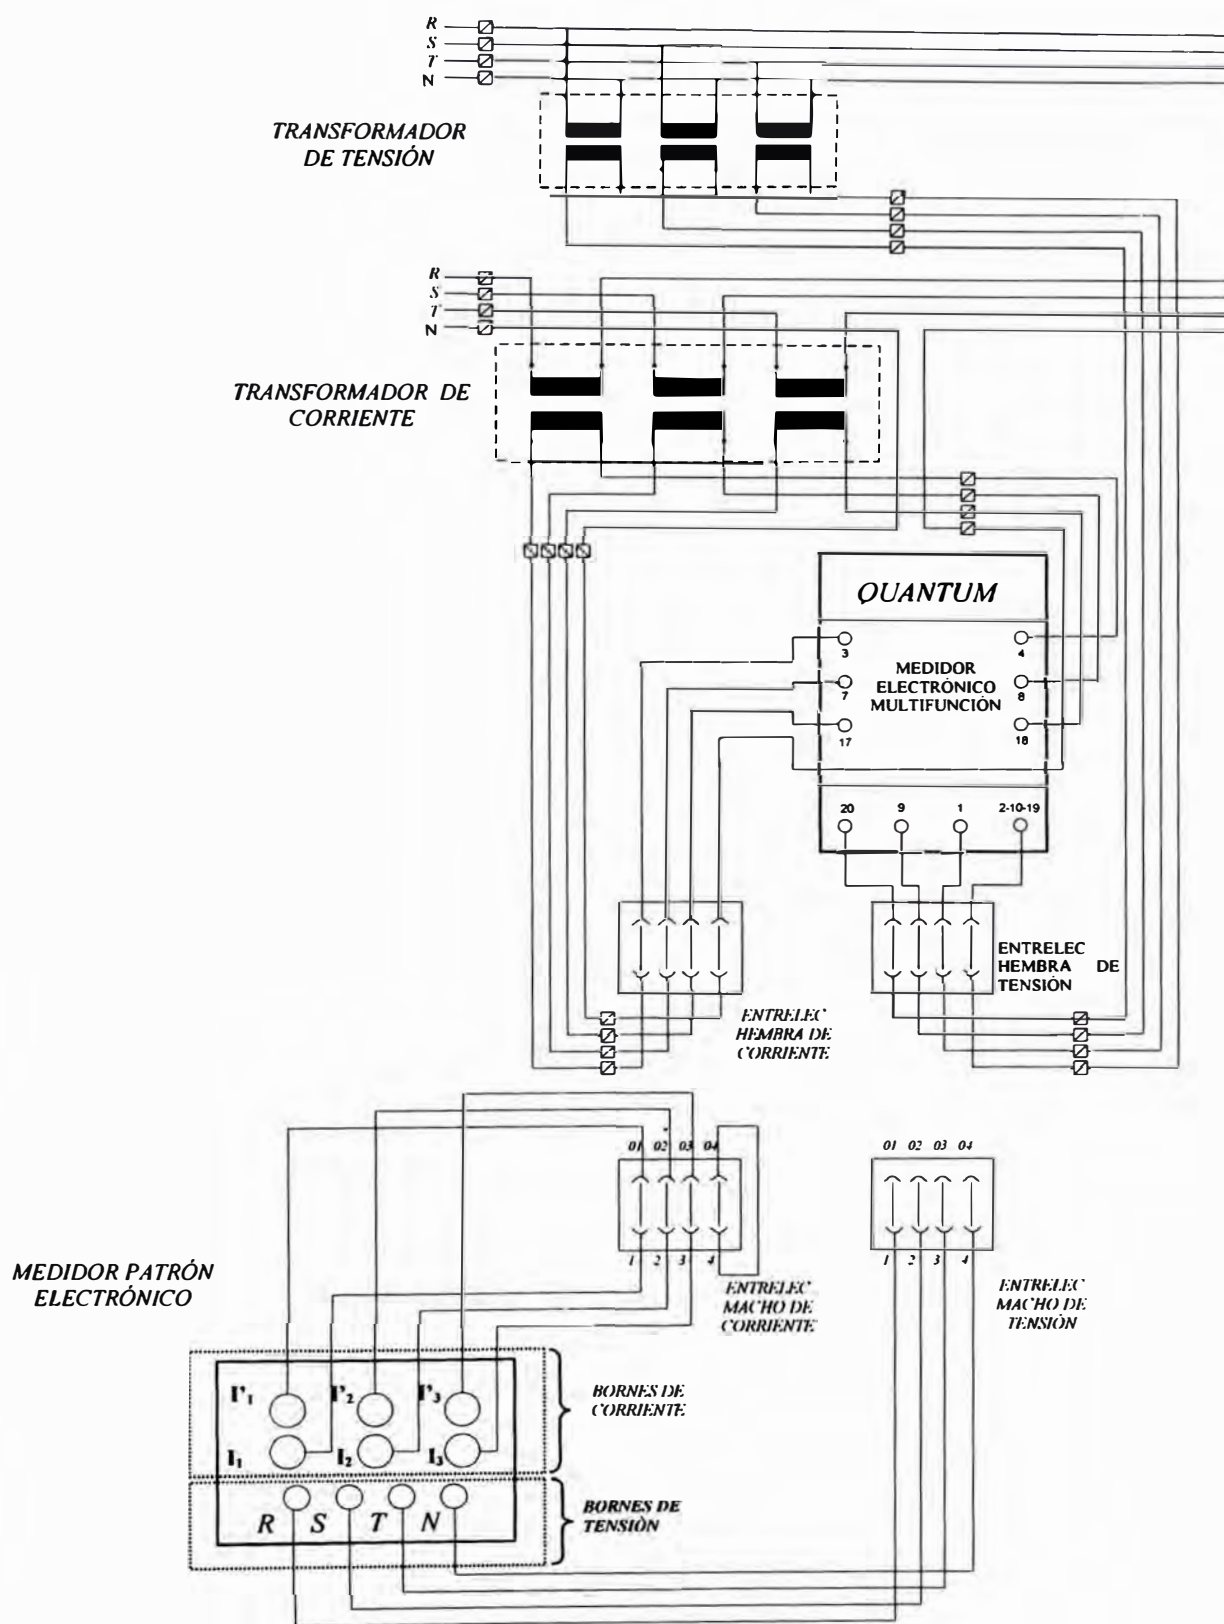 R
S
T
N
TRANSFORMADOR
DE TENSIÓN
R
S
T
N
TRANSFORMADOR DE
CORRIENTE
QUANTUM
3
4
MEDIDOR
ELECTRÓNICO
MULTIFUNCIÓN
7
8
17
18
20
9
1
2-10-19
ENTRELEC
HEMBRA DE
TENSIÓN
ENTRELEC
HEMBRA DE
CORRIENTE
01 02 03 04
01 02 03 04
1 2 3 4
1 2 3 4
MEDIDOR PATRÓN
ELECTRÓNICO
ENTRELEC
MACHO DE
CORRIENTE
ENTRELEC
MACHO DE
TENSIÓN
I'1 I'2 I'3
I1 I2 I3
BORNES DE
CORRIENTE
R S T N
BORNES DE
TENSIÓN